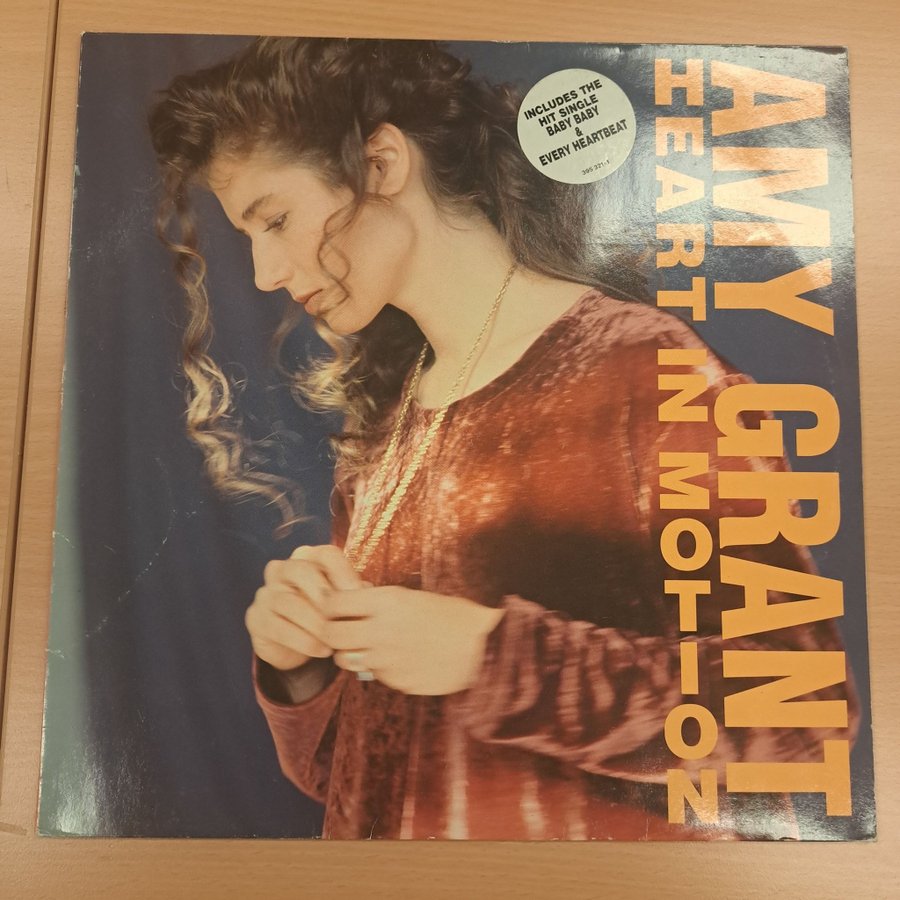 AMY GRANT
HEART IN MOTION
INCLUDES THE
HIT SINGLE
BABY BABY
&
EVERY HEARTBEAT
395 321-1